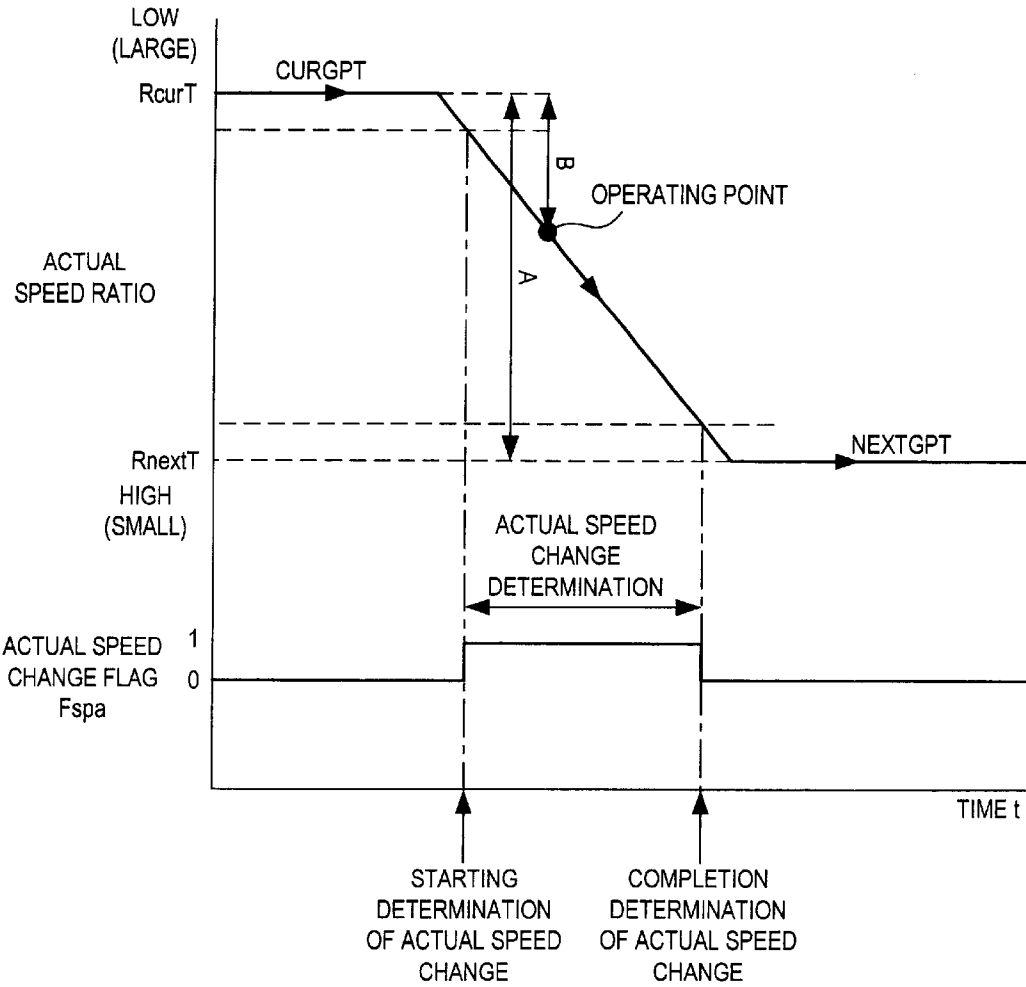 LOW
(LARGE)
CURGPT
RcurT
B
OPERATING POINT
A
ACTUAL
SPEED RATIO
RnextT
NEXTGPT
HIGH
(SMALL)
ACTUAL SPEED
CHANGE
DETERMINATION
ACTUAL SPEED
CHANGE FLAG
Fspa
1
0
TIME t
STARTING
DETERMINATION
OF ACTUAL SPEED
CHANGE
COMPLETION
DETERMINATION
OF ACTUAL SPEED
CHANGE